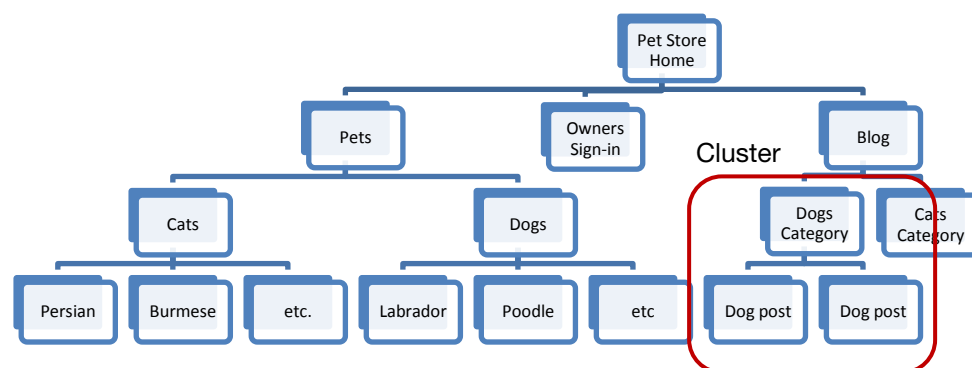 Pet Store
Home
Pets
Owners
Sign-in
Blog
Cluster
Cats
Dogs
Dogs
Category
Cats
Category
Persian
Burmese
etc.
Labrador
Poodle
etc
Dog post
Dog post